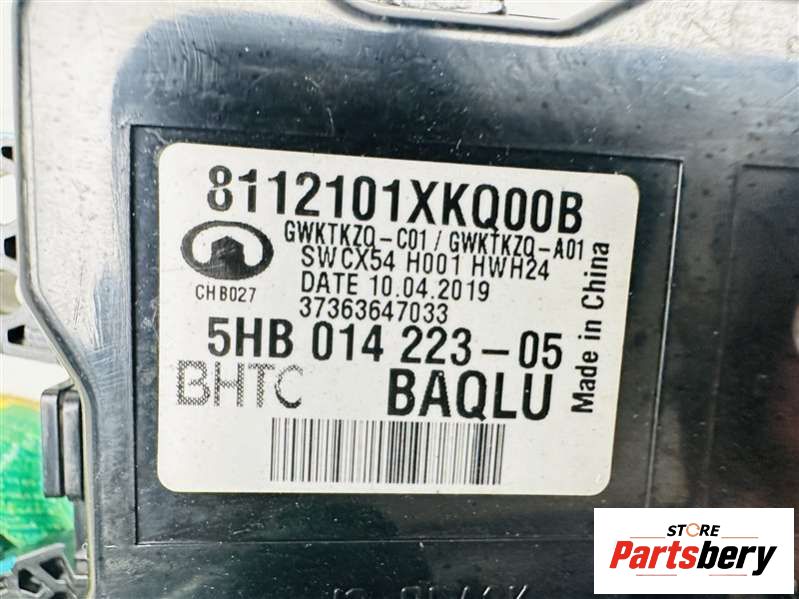 8112101XKQ00B
GWKTKZQ-C01 / GWKTKZQ-A01
SWCX54 H001 HWH24
CHB027
DATE 10.04.2019
37363647033
5HB 014 223-05
BHTC BAQLU
Made in China
STORE
Partsbery